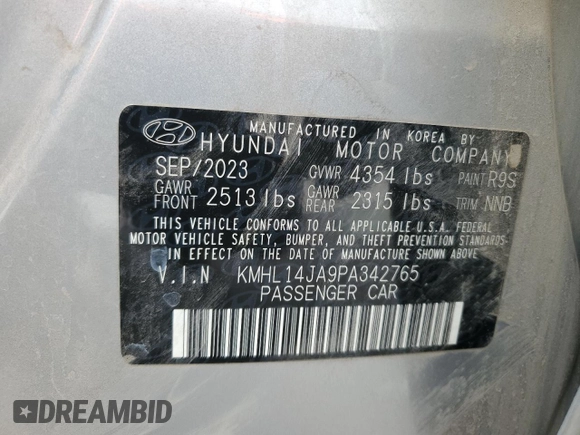 MANUFACTURED IN KOREA BY
HYUNDAI MOTOR COMPANY
SEP/2023 GVWR 4354 lbs PAINT R9S
GAWR FRONT 2513 lbs GAWR REAR 2315 lbs TRIM NNB
THIS VEHICLE CONFORMS TO ALL APPLICABLE U.S.A. FEDERAL
MOTOR VEHICLE SAFETY, BUMPER, AND THEFT PREVENTION STANDARDS
IN EFFECT ON THE DATE OF MANUFACTURE SHOWN ABOVE.
V.I.N KMHL14JA9PA342765
PASSENGER CAR
DREAMBID